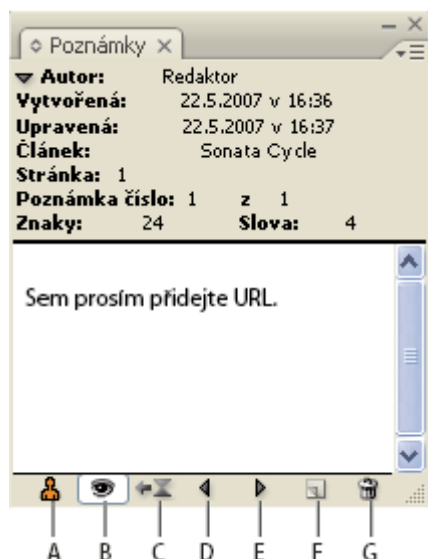 Poznámky
Autor: Redaktor
Vytvořená: 22.5.2007 v 16:36
Upravená: 22.5.2007 v 16:37
Článek: Sonata Cycle
Stránka: 1
Poznámka číslo: 1 z 1
Znaky: 24 Slova: 4
Sem prosím přidejte URL.
A B C D E F G